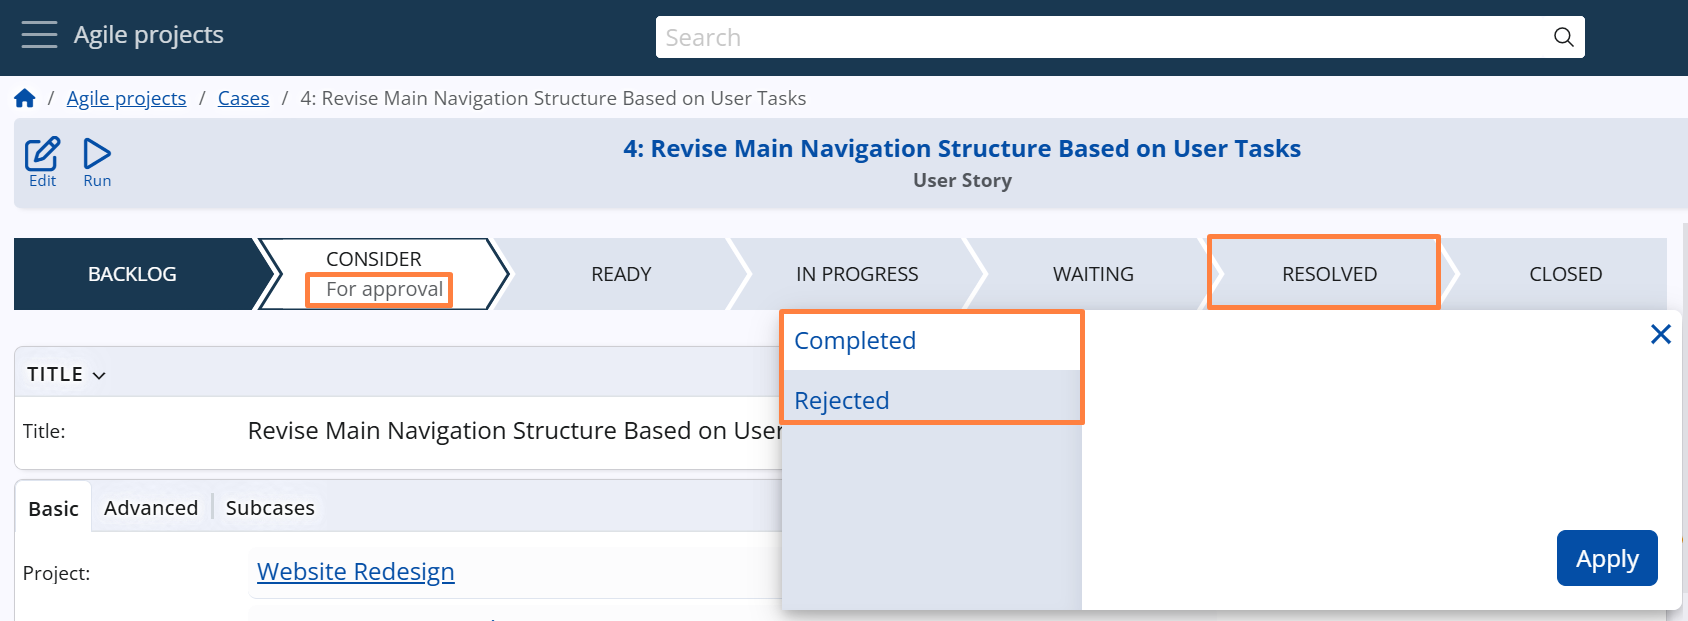 Agile projects
Search
/ Agile projects / Cases / 4: Revise Main Navigation Structure Based on User Tasks
Edit
Run
4: Revise Main Navigation Structure Based on User Tasks
User Story
BACKLOG
CONSIDER
For approval
READY
IN PROGRESS
WAITING
RESOLVED
CLOSED
Completed
Rejected
Apply
TITLE
Title:
Revise Main Navigation Structure Based on User
Basic
Advanced
Subcases
Project:
Website Redesign